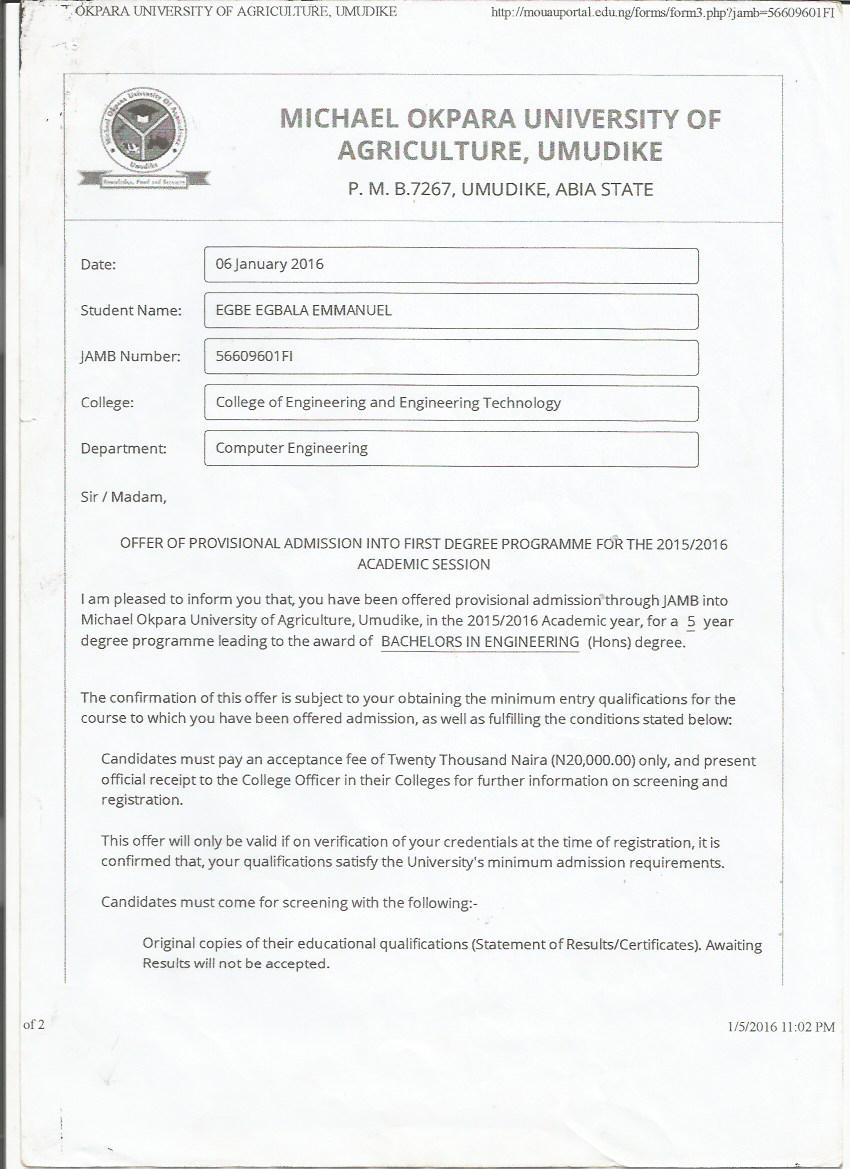 OKPARA UNIVERSITY OF AGRICULTURE, UMUDIKE
http://mouauportal.edu.ng/forms/form3.php?jamb=56609601FI
Michael Okpara University Of Agriculture
Umudike
Knowledge, Food and Security
MICHAEL OKPARA UNIVERSITY OF
AGRICULTURE, UMUDIKE
P. M. B.7267, UMUDIKE, ABIA STATE
Date: 06 January 2016
Student Name: EGBE EGBALA EMMANUEL
JAMB Number: 56609601FI
College: College of Engineering and Engineering Technology
Department: Computer Engineering
Sir / Madam,
OFFER OF PROVISIONAL ADMISSION INTO FIRST DEGREE PROGRAMME FOR THE 2015/2016
ACADEMIC SESSION
I am pleased to inform you that, you have been offered provisional admission through JAMB into
Michael Okpara University of Agriculture, Umudike, in the 2015/2016 Academic year, for a 5 year
degree programme leading to the award of BACHELORS IN ENGINEERING (Hons) degree.
The confirmation of this offer is subject to your obtaining the minimum entry qualifications for the
course to which you have been offered admission, as well as fulfilling the conditions stated below:
Candidates must pay an acceptance fee of Twenty Thousand Naira (N20,000.00) only, and present
official receipt to the College Officer in their Colleges for further information on screening and
registration.
This offer will only be valid if on verification of your credentials at the time of registration, it is
confirmed that, your qualifications satisfy the University's minimum admission requirements.
Candidates must come for screening with the following:-
Original copies of their educational qualifications (Statement of Results/Certificates). Awaiting
Results will not be accepted.
of 2
1/5/2016 11:02 PM